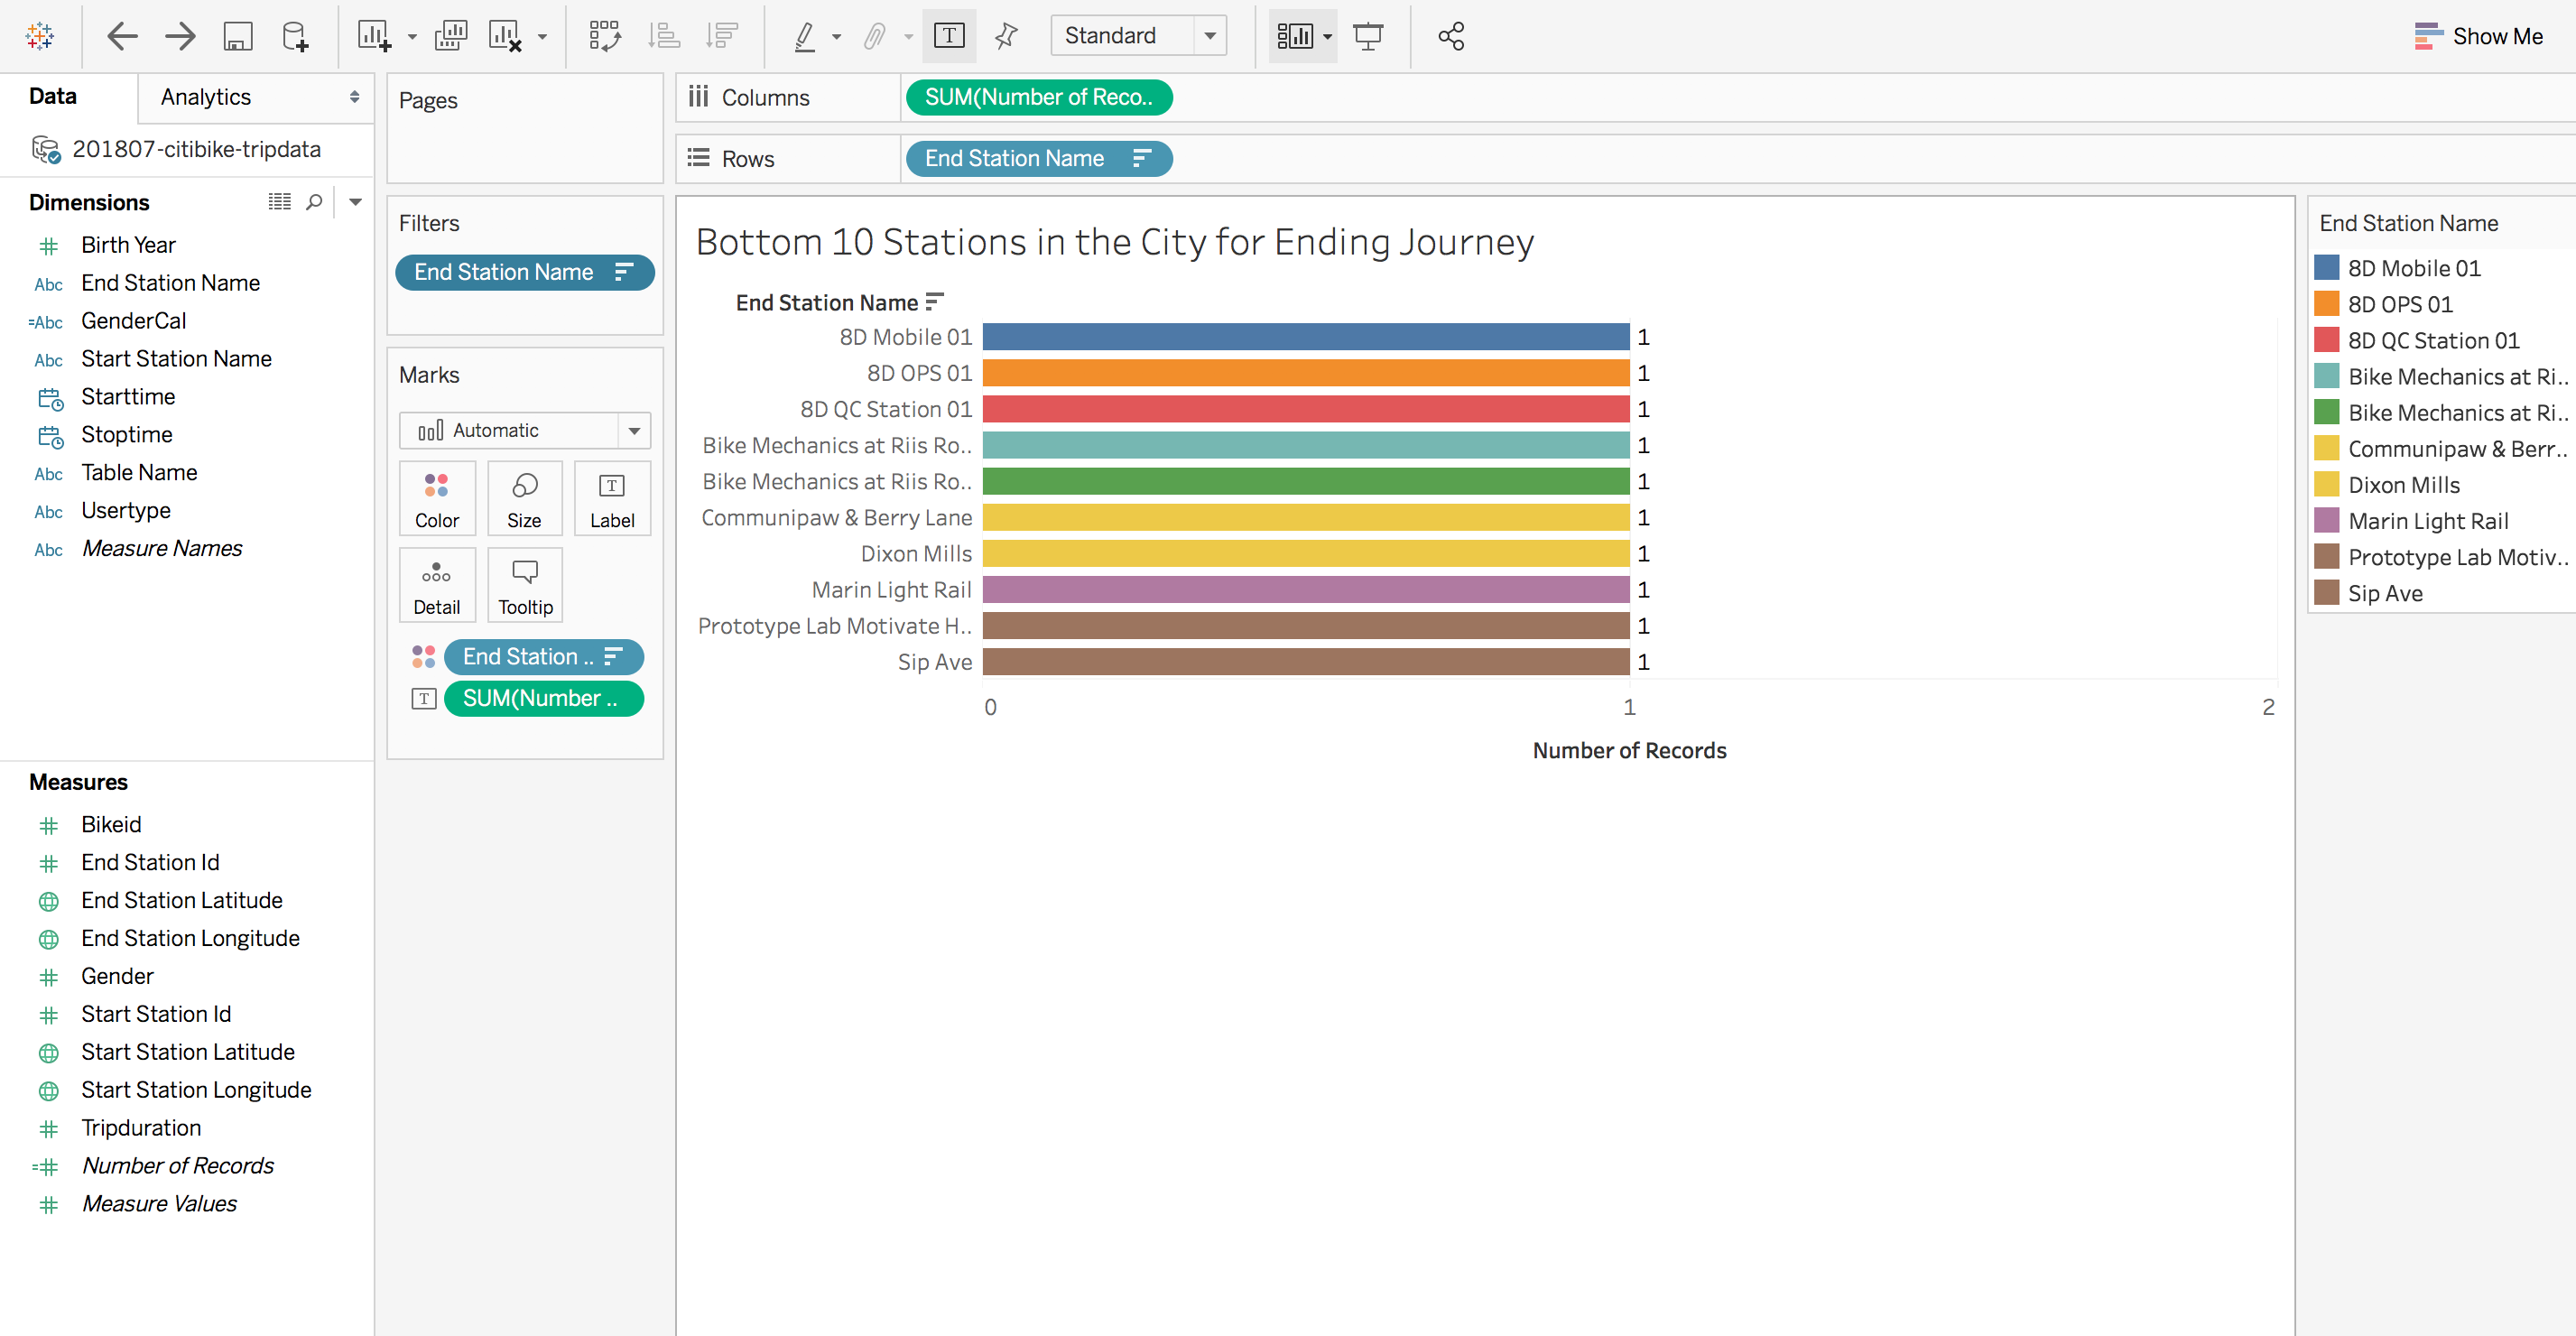 Standard
Show Me
Data
Analytics
201807-citibike-tripdata
Dimensions
# Birth Year
Abc End Station Name
=Abc GenderCal
Abc Start Station Name
Starttime
Stoptime
Abc Table Name
Abc Usertype
Abc Measure Names
Measures
# Bikeid
# End Station Id
End Station Latitude
End Station Longitude
# Gender
# Start Station Id
Start Station Latitude
Start Station Longitude
# Tripduration
=# Number of Records
# Measure Values
Pages
Filters
End Station Name
Marks
Automatic
Color
Size
T
Label
Detail
Tooltip
End Station ..
T SUM(Number ..
Columns
SUM(Number of Reco..
Rows
End Station Name
Bottom 10 Stations in the City for Ending Journey
End Station Name
8D Mobile 01 1
8D OPS 01 1
8D QC Station 01 1
Bike Mechanics at Riis Ro.. 1
Bike Mechanics at Riis Ro.. 1
Communipaw & Berry Lane 1
Dixon Mills 1
Marin Light Rail 1
Prototype Lab Motivate H.. 1
Sip Ave 1
0 1 2
Number of Records
End Station Name
8D Mobile 01
8D OPS 01
8D QC Station 01
Bike Mechanics at Ri..
Bike Mechanics at Ri..
Communipaw & Berr..
Dixon Mills
Marin Light Rail
Prototype Lab Motiv..
Sip Ave